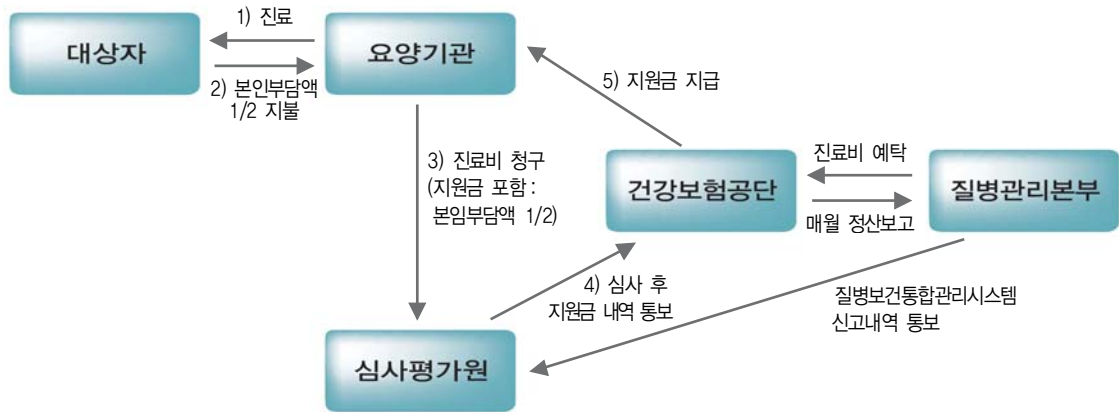 1) 진료
대상자
요양기관
2) 본인부담액
1/2 지불
5) 지원금 지급
3) 진료비 청구
(지원금 포함 :
본임부담액 1/2)
진료비 예탁
건강보험공단
질병관리본부
매월 정산보고
4) 심사 후
지원금 내역 통보
질병보건통합관리시스템
신고내역 통보
심사평가원